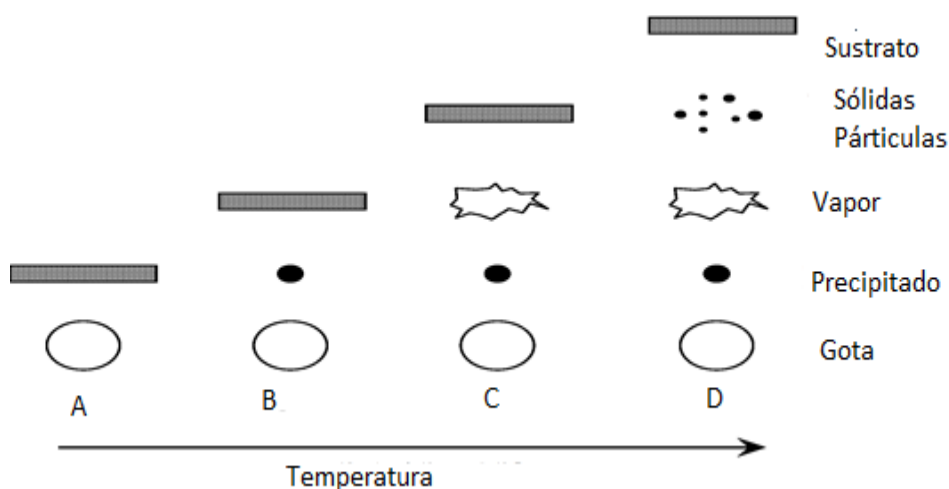 Sustrato
Sólidas
Párticulas
Vapor
Precipitado
Gota
A B C D
Temperatura